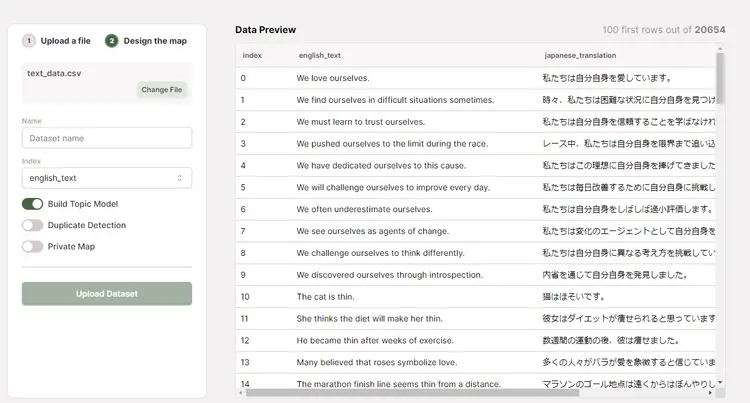 1 Upload a file 2 Design the map
text_data.csv
Change File
Name
Dataset name
Index
english_text
Build Topic Model
Duplicate Detection
Private Map
Upload Dataset
Data Preview 100 first rows out of 20654
index english_text japanese_translation
0 We love ourselves. 私たちは自分自身を愛しています。
1 We find ourselves in difficult situations sometimes. 時々、私たちは困難な状況に自分自身を見つけ
2 We must learn to trust ourselves. 私たちは自分自身を信頼することを学ばなけれ
3 We pushed ourselves to the limit during the race. レース中、私たちは自分自身を限界まで追い込
4 We have dedicated ourselves to this cause. 私たちはこの理想に自分自身を捧げてきました
5 We will challenge ourselves to improve every day. 私たちは毎日改善するために自分自身に挑戦し
6 We often underestimate ourselves. 私たちは自分自身をしばしば過小評価します。
7 We see ourselves as agents of change. 私たちは変化のエージェントとして自分自身を
8 We challenge ourselves to think differently. 私たちは自分自身に異なる考え方を挑戦してい
9 We discovered ourselves through introspection. 内省を通じて自分自身を発見しました。
10 The cat is thin. 猫はほそいです。
11 She thinks the diet will make her thin. 彼女はダイエットが痩せられると思っています
12 He became thin after weeks of exercise. 数週間の運動の後、彼は痩せました。
13 Many believed that roses symbolize love. 多くの人々がバラが愛を象徴すると信じていま
14 The marathon finish line seems thin from a distance. マラソンのゴール地点は遠くからはぼんやりし